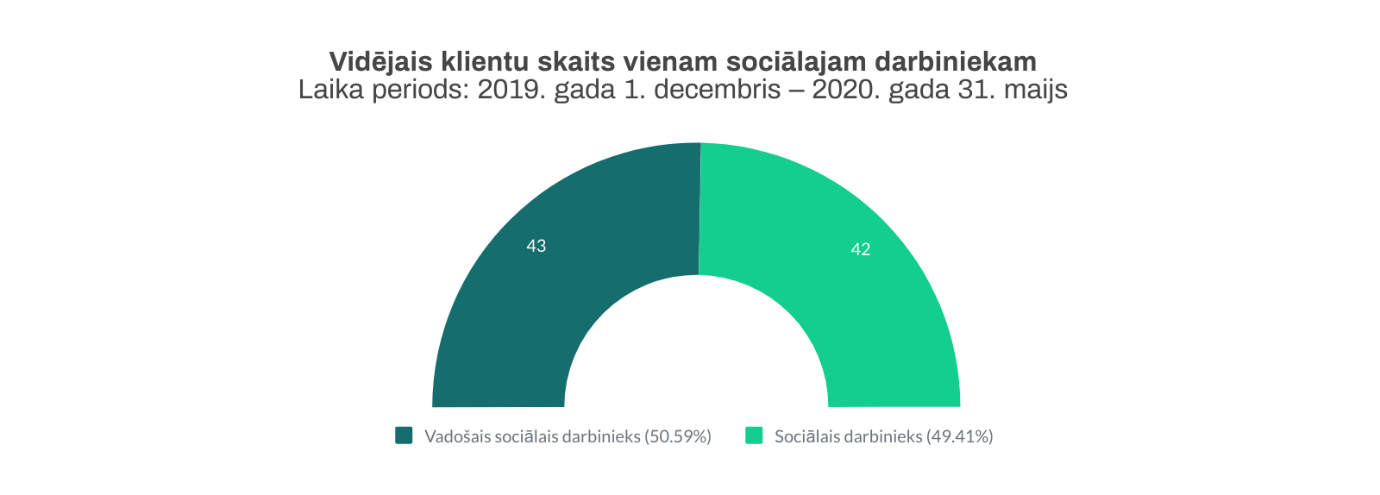 Vidējais klientu skaits vienam sociālajam darbiniekam
Laika periods: 2019. gada 1. decembris – 2020. gada 31. maijs
43
42
Vadošais sociālais darbinieks (50.59%)
Sociālais darbinieks (49.41%)